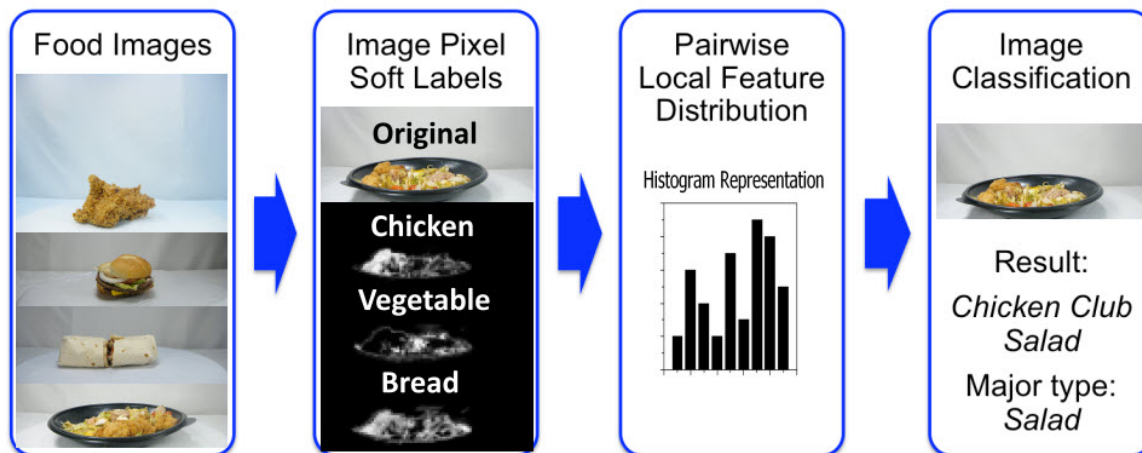 Food Images
Image Pixel
Soft Labels
Original
Chicken
Vegetable
Bread
Pairwise
Local Feature
Distribution
Histogram Representation
Image
Classification
Result:
Chicken Club
Salad
Major type:
Salad